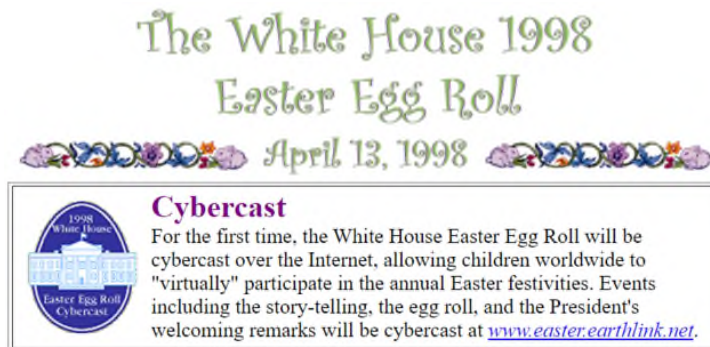 The White House 1998
Easter Egg Roll
April 13, 1998
1998
White House
Easter Egg Roll
Cybercast
Cybercast
For the first time, the White House Easter Egg Roll will be
cybercast over the Internet, allowing children worldwide to
"virtually" participate in the annual Easter festivities. Events
including the story-telling, the egg roll, and the President's
welcoming remarks will be cybercast at www.easter.earthlink.net.